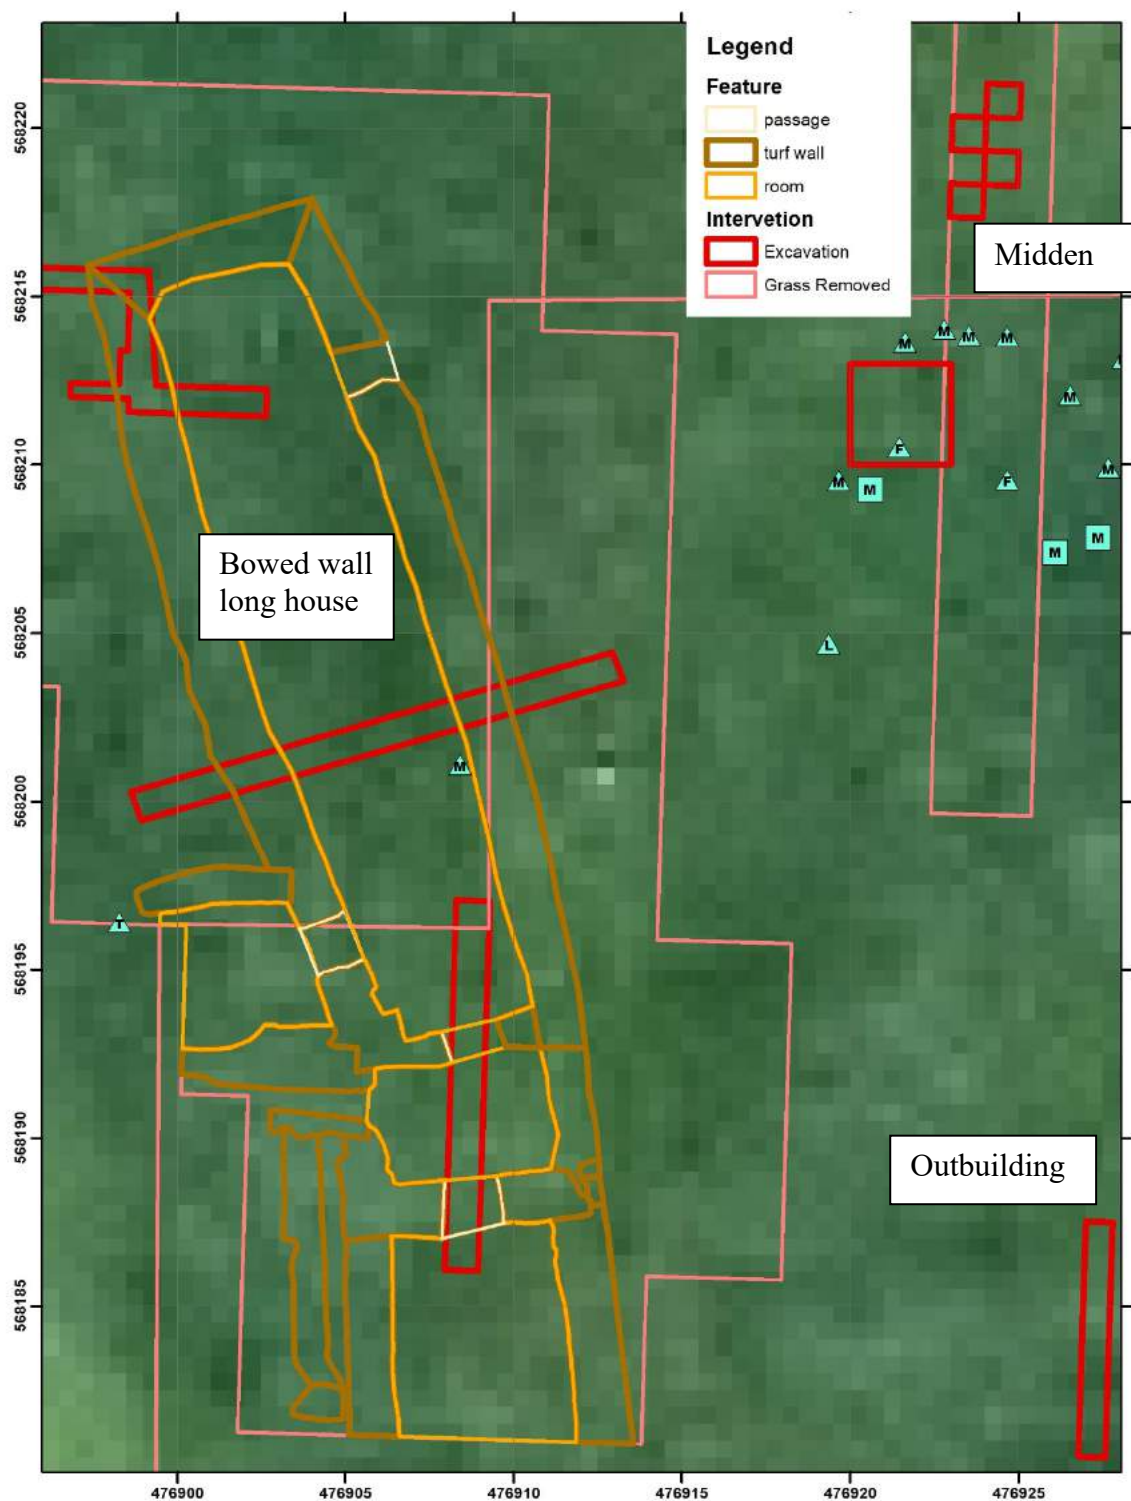 Legend
Feature
passage
turf wall
room
Intervetion
Excavation
Grass Removed
568220
568215
568210
568205
568200
568195
568190
568185
Midden
M
M
M
M
M
F
M
M
F
M
M
M
L
M
T
Bowed wall
long house
Outbuilding
476900
476905
476910
476915
476920
476925